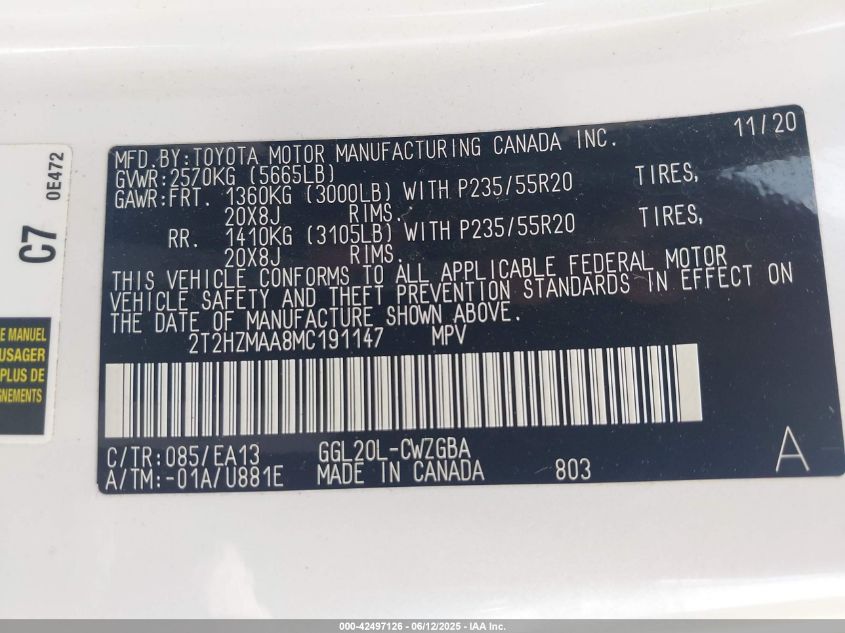 11/20
MFD.BY:TOYOTA MOTOR MANUFACTURING CANADA INC.
GVWR:2570KG (5665LB)
GAWR:FRT. 1360KG (3000LB) WITH P235/55R20 TIRES,
20X8J RIMS.
RR. 1410KG (3105LB) WITH P235/55R20 TIRES,
20X8J RIMS.
THIS VEHICLE CONFORMS TO ALL APPLICABLE FEDERAL MOTOR
VEHICLE SAFETY AND THEFT PREVENTION STANDARDS IN EFFECT ON
THE DATE OF MANUFACTURE SHOWN ABOVE.
2T2HZMAA8MC191147 MPV
C/TR:085/EA13 GGL20L-CWZGBA
A/TM:-01A/U881E MADE IN CANADA 803
A
C7 0E472
E MANUEL
USAGER
PLUS DE
GNEMENTS
000-42497126 - 06/12/2025 - IAA Inc.